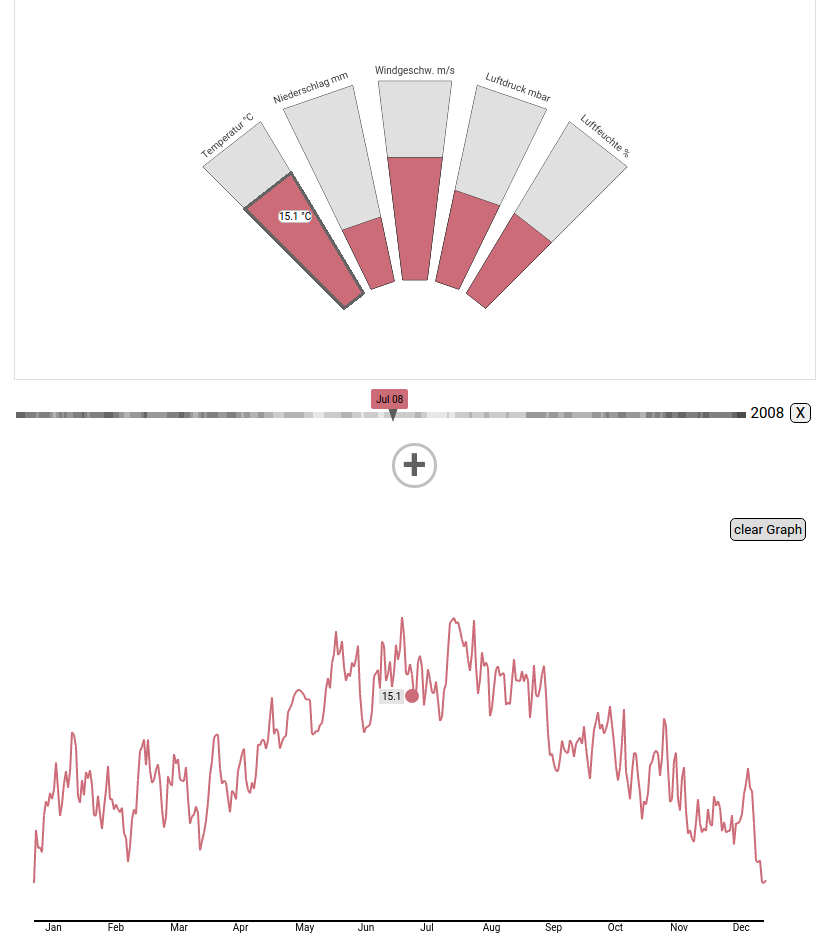 Windgeschw. m/s
Niederschlag mm
Luftdruck mbar
Temperatur °C
Luftfeuchte %
15.1 °C
Jul 08
2008 X
clear Graph
15.1
Jan Feb Mar Apr May Jun Jul Aug Sep Oct Nov Dec